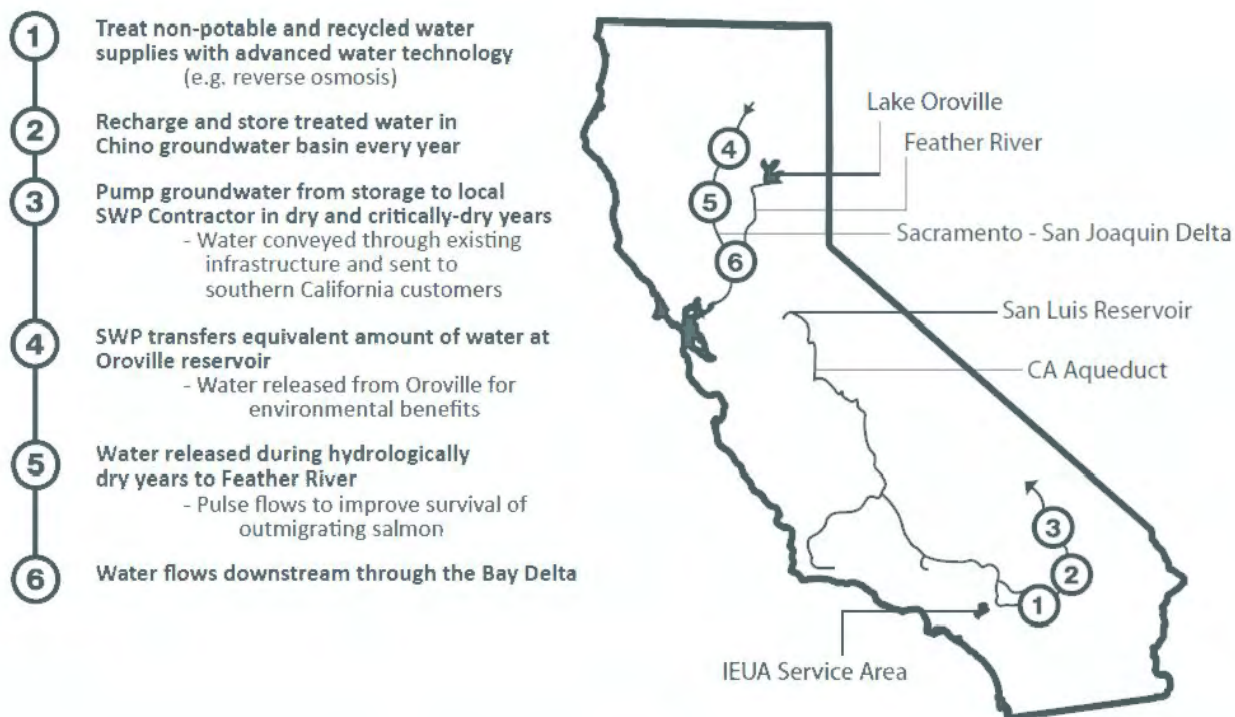 1
Treat non-potable and recycled water
supplies with advanced water technology
(e.g. reverse osmosis)
2
Recharge and store treated water in
Chino groundwater basin every year
3
Pump groundwater from storage to local
SWP Contractor in dry and critically-dry years
- Water conveyed through existing
infrastructure and sent to
southern California customers
4
SWP transfers equivalent amount of water at
Oroville reservoir
- Water released from Oroville for
environmental benefits
5
Water released during hydrologically
dry years to Feather River
- Pulse flows to improve survival of
outmigrating salmon
6
Water flows downstream through the Bay Delta
Lake Oroville
Feather River
4
5
Sacramento - San Joaquin Delta
6
San Luis Reservoir
CA Aqueduct
3
2
1
IEUA Service Area